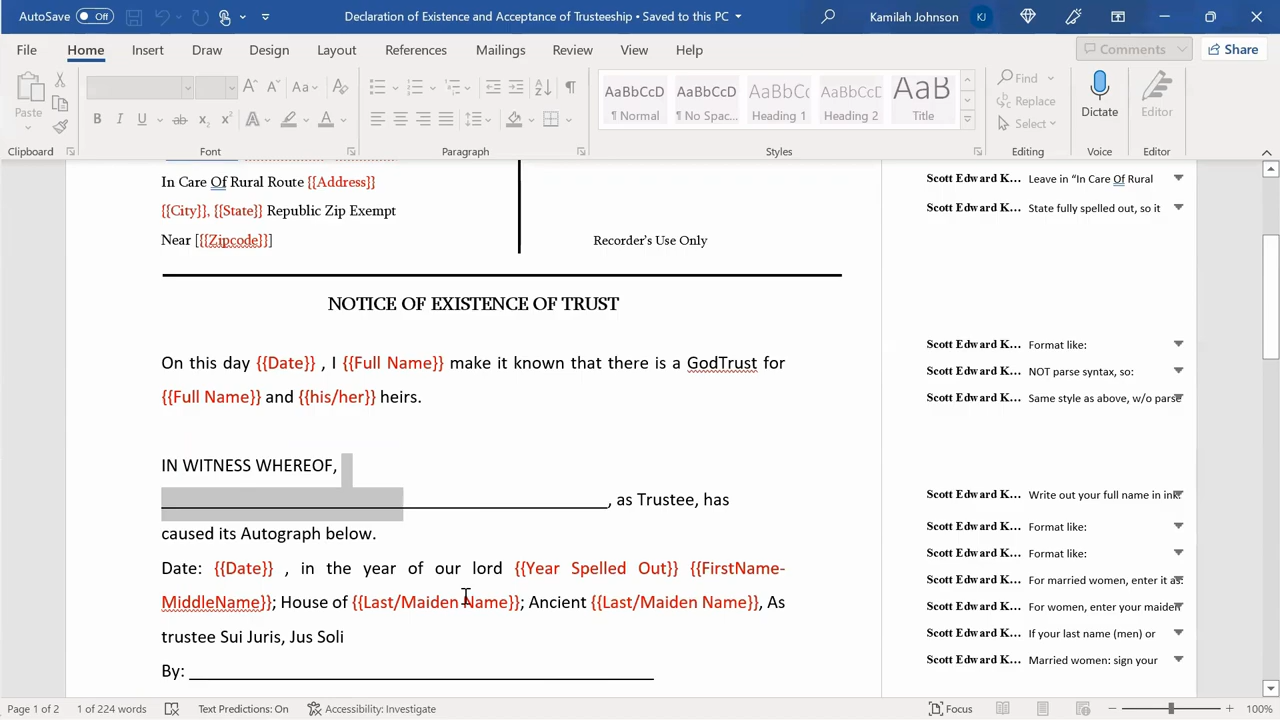 AutoSave Off Declaration of Existence and Acceptance of Trusteeship • Saved to this PC Kamilah Johnson KJ
File Home Insert Draw Design Layout References Mailings Review View Help Comments Share
Paste Aa A A AaBbCcD AaBbCcD AaBbCc AaBbCcD AaB Find Replace Select Dictate Editor
B I U ab x₂ x² A A ¶ Normal ¶ No Spac... Heading Heading 2 Title
Clipboard Font Paragraph Styles Editing Voice Editor
In Care Of Rural Route {{Address}}
{{City}}, {{State}} Republic Zip Exempt
Near [{{Zipcode}}]
Recorder's Use Only
NOTICE OF EXISTENCE OF TRUST
On this day {{Date}} , I {{Full Name}} make it known that there is a GodTrust for
{{Full Name}} and {{his/her}} heirs.
IN WITNESS WHEREOF,
, as Trustee, has
caused its Autograph below.
Date: {{Date}} , in the year of our lord {{Year Spelled Out}} {{FirstName-
MiddleName}}; House of {{Last/Maiden Name}}; Ancient {{Last/Maiden Name}}, As
trustee Sui Juris, Jus Soli
By:
Scott Edward K... Leave in “In Care Of Rural
Scott Edward K... State fully spelled out, so it
Scott Edward K... Format like:
Scott Edward K... NOT parse syntax, so:
Scott Edward K... Same style as above, w/o parse
Scott Edward K... Write out your full name in ink.
Scott Edward K... Format like:
Scott Edward K... Format like:
Scott Edward K... For married women, enter it as:
Scott Edward K... For women, enter your maiden
Scott Edward K... If your last name (men) or
Scott Edward K... Married women: sign your
Page 1 of 2 1 of 224 words Text Predictions: On Accessibility: Investigate Focus 100%